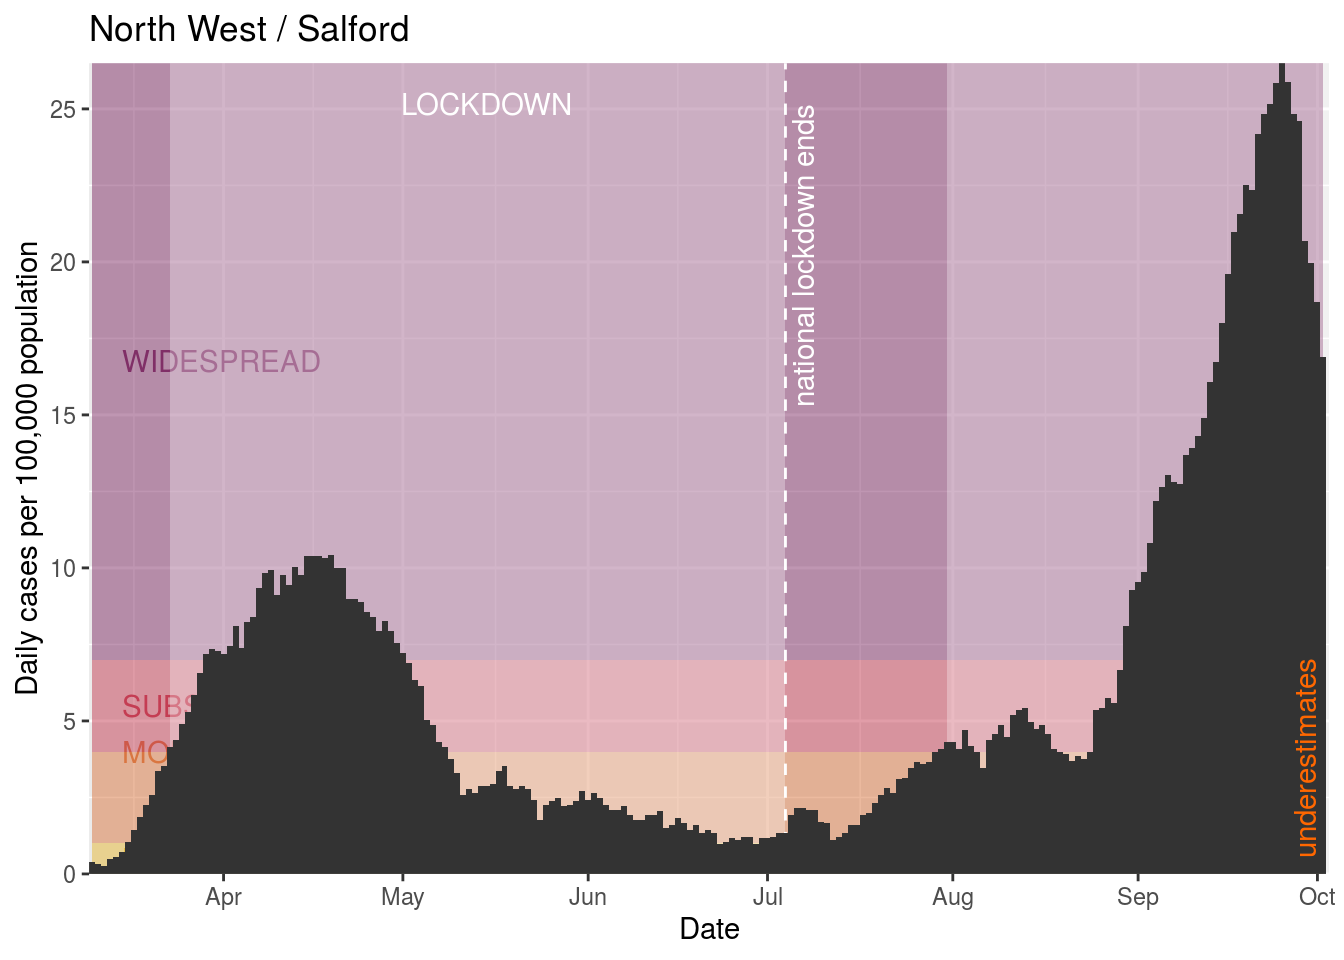 North West / Salford
25
20
15
10
5
0
Daily cases per 100,000 population
LOCKDOWN
national lockdown ends
WIDESPREAD
SUBS
MO
underestimates
Apr
May
Jun
Jul
Aug
Sep
Oct
Date